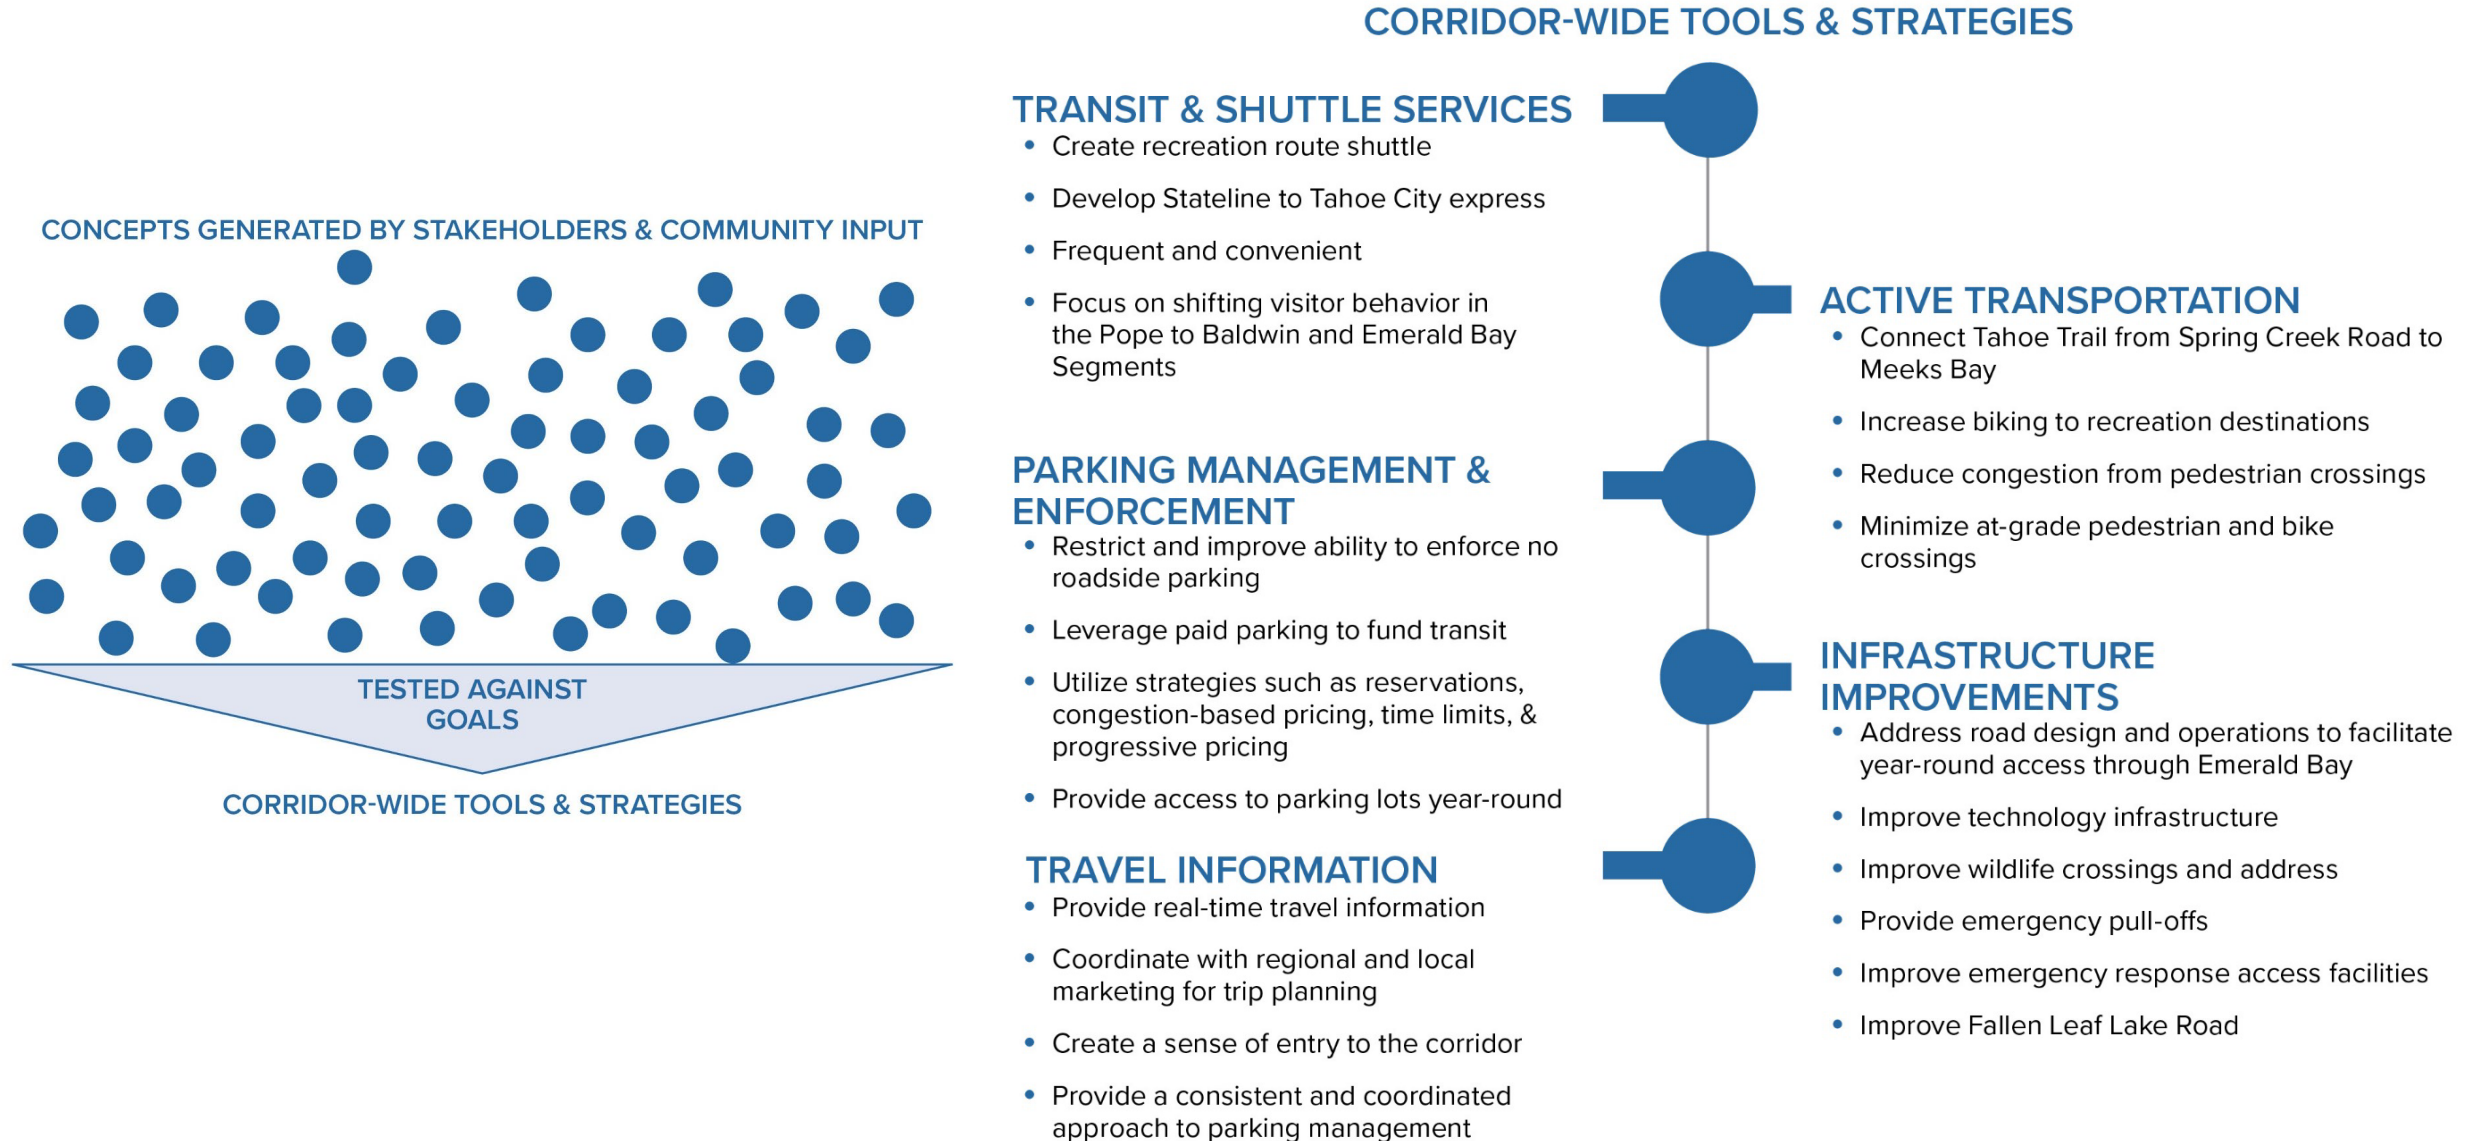 CONCEPTS GENERATED BY STAKEHOLDERS & COMMUNITY INPUT
TESTED AGAINST
GOALS
CORRIDOR-WIDE TOOLS & STRATEGIES
CORRIDOR-WIDE TOOLS & STRATEGIES
TRANSIT & SHUTTLE SERVICES
• Create recreation route shuttle
• Develop Stateline to Tahoe City express
• Frequent and convenient
• Focus on shifting visitor behavior in
the Pope to Baldwin and Emerald Bay
Segments
ACTIVE TRANSPORTATION
• Connect Tahoe Trail from Spring Creek Road to
Meeks Bay
• Increase biking to recreation destinations
• Reduce congestion from pedestrian crossings
• Minimize at-grade pedestrian and bike
crossings
PARKING MANAGEMENT &
ENFORCEMENT
• Restrict and improve ability to enforce no
roadside parking
• Leverage paid parking to fund transit
• Utilize strategies such as reservations,
congestion-based pricing, time limits, &
progressive pricing
• Provide access to parking lots year-round
INFRASTRUCTURE
IMPROVEMENTS
• Address road design and operations to facilitate
year-round access through Emerald Bay
• Improve technology infrastructure
• Improve wildlife crossings and address
• Provide emergency pull-offs
• Improve emergency response access facilities
• Improve Fallen Leaf Lake Road
TRAVEL INFORMATION
• Provide real-time travel information
• Coordinate with regional and local
marketing for trip planning
• Create a sense of entry to the corridor
• Provide a consistent and coordinated
approach to parking management